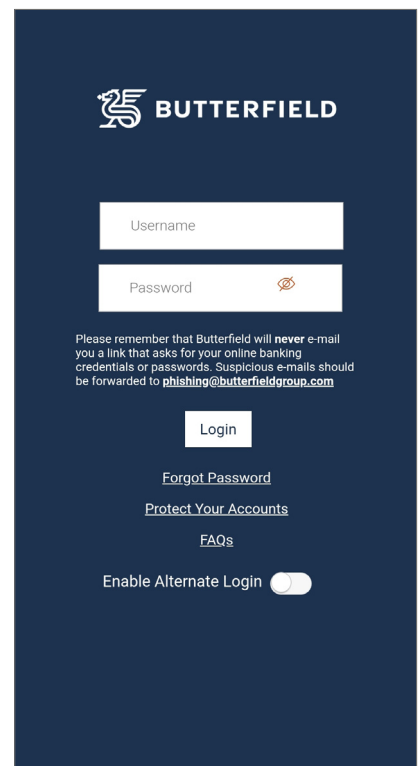 BUTTERFIELD
Username
Password
Please remember that Butterfield will never e-mail
you a link that asks for your online banking
credentials or passwords. Suspicious e-mails should
be forwarded to phishing@butterfieldgroup.com
Login
Forgot Password
Protect Your Accounts
FAQs
Enable Alternate Login